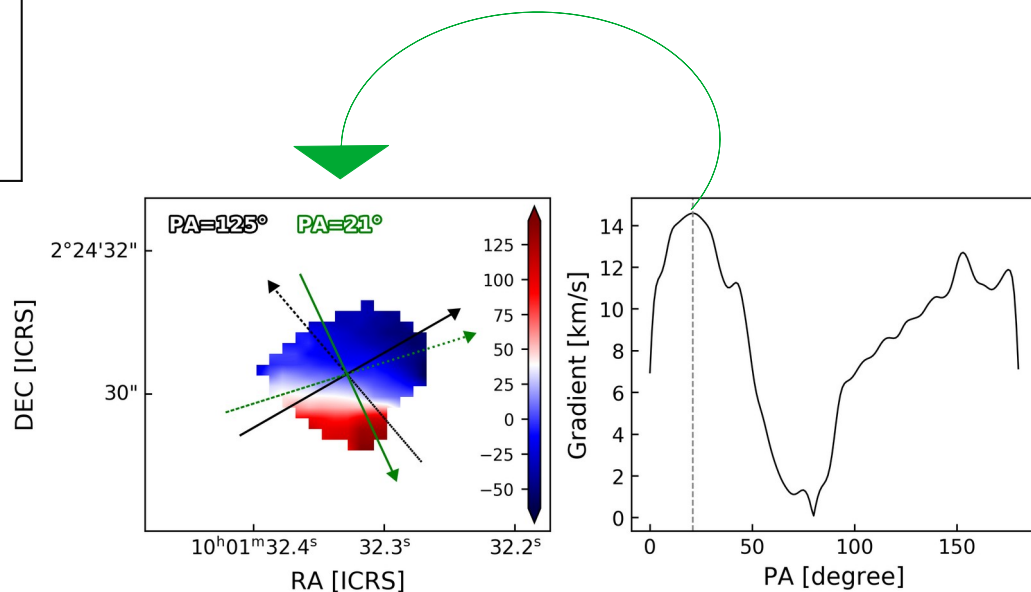 PA=125° PA=21°
2°24'32"
30"
DEC [ICRS]
10ʰ01ᵐ32.4ˢ 32.3ˢ 32.2ˢ
RA [ICRS]
125
100
75
50
25
0
−25
−50
Gradient [km/s]
14
12
10
8
6
4
2
0
0 50 100 150
PA [degree]